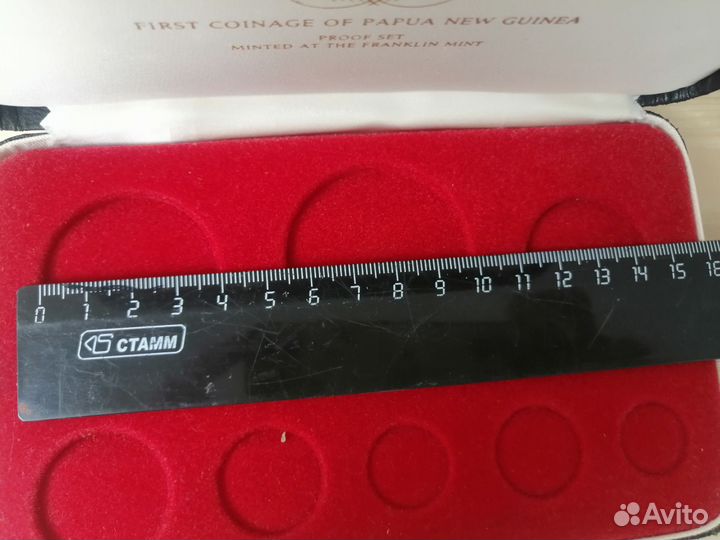 FIRST COINAGE OF PAPUA NEW GUINEA
PROOF SET
MINTED AT THE FRANKLIN MINT
0 1 2 3 4 5 6 7 8 9 10 11 12 13 14 15 16
СТАММ
Avito